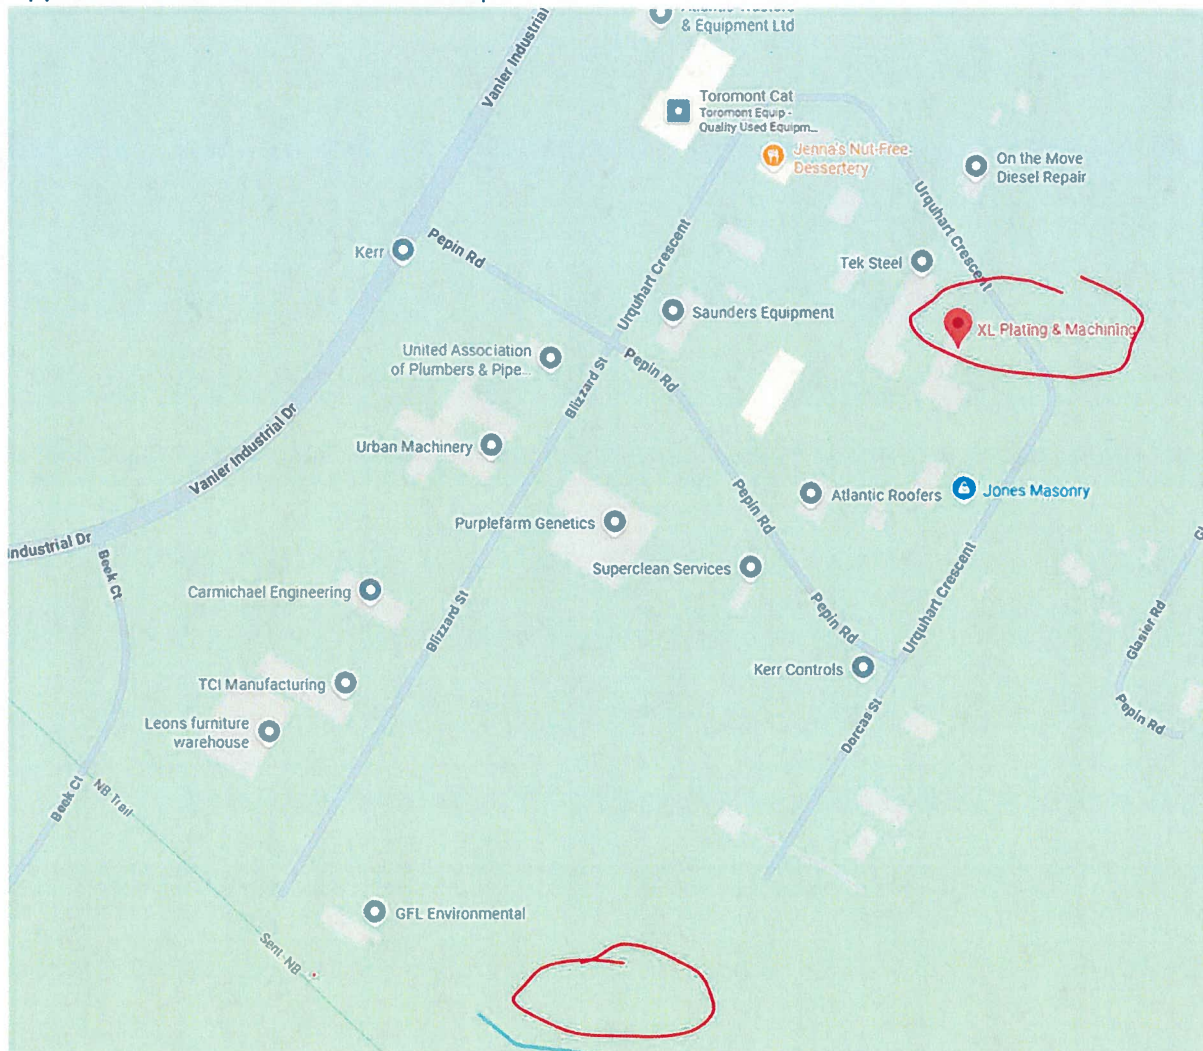 & Equipment Ltd
Vanier Industrial
Toromont Cat
Toromont Equip -
Quality Used Equipm...
Jenna's Nut-Free
Dessertery
On the Move
Diesel Repair
Urquhart Crescent
Kerr
Pepin Rd
Urquhart Crescent
Tek Steel
Saunders Equipment
XL Plating & Machining
United Association
of Plumbers & Pipe...
Pepin Rd
Blizzard St
Vanier Industrial Dr
Urban Machinery
Pepin Rd
Atlantic Roofers
Jones Masonry
Purplefarm Genetics
Industrial Dr
Beek Ct
Superclean Services
Carmichael Engineering
Blizzard St
Pepin Rd
Urquhart Crescent
Glasier Rd
Kerr Controls
TCI Manufacturing
Leons furniture
warehouse
Dorcas St
Pepin Rd
Beek Ct
NB Trail
GFL Environmental
Sent-NB